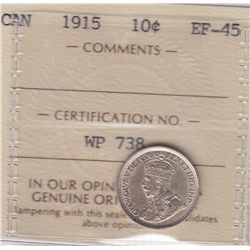 CAN 1915 10¢ EF-45
— COMMENTS —
— CERTIFICATION NO. —
WP 738
IN OUR OPIN
GENUINE OR
Tampering with this seal idates
above opin